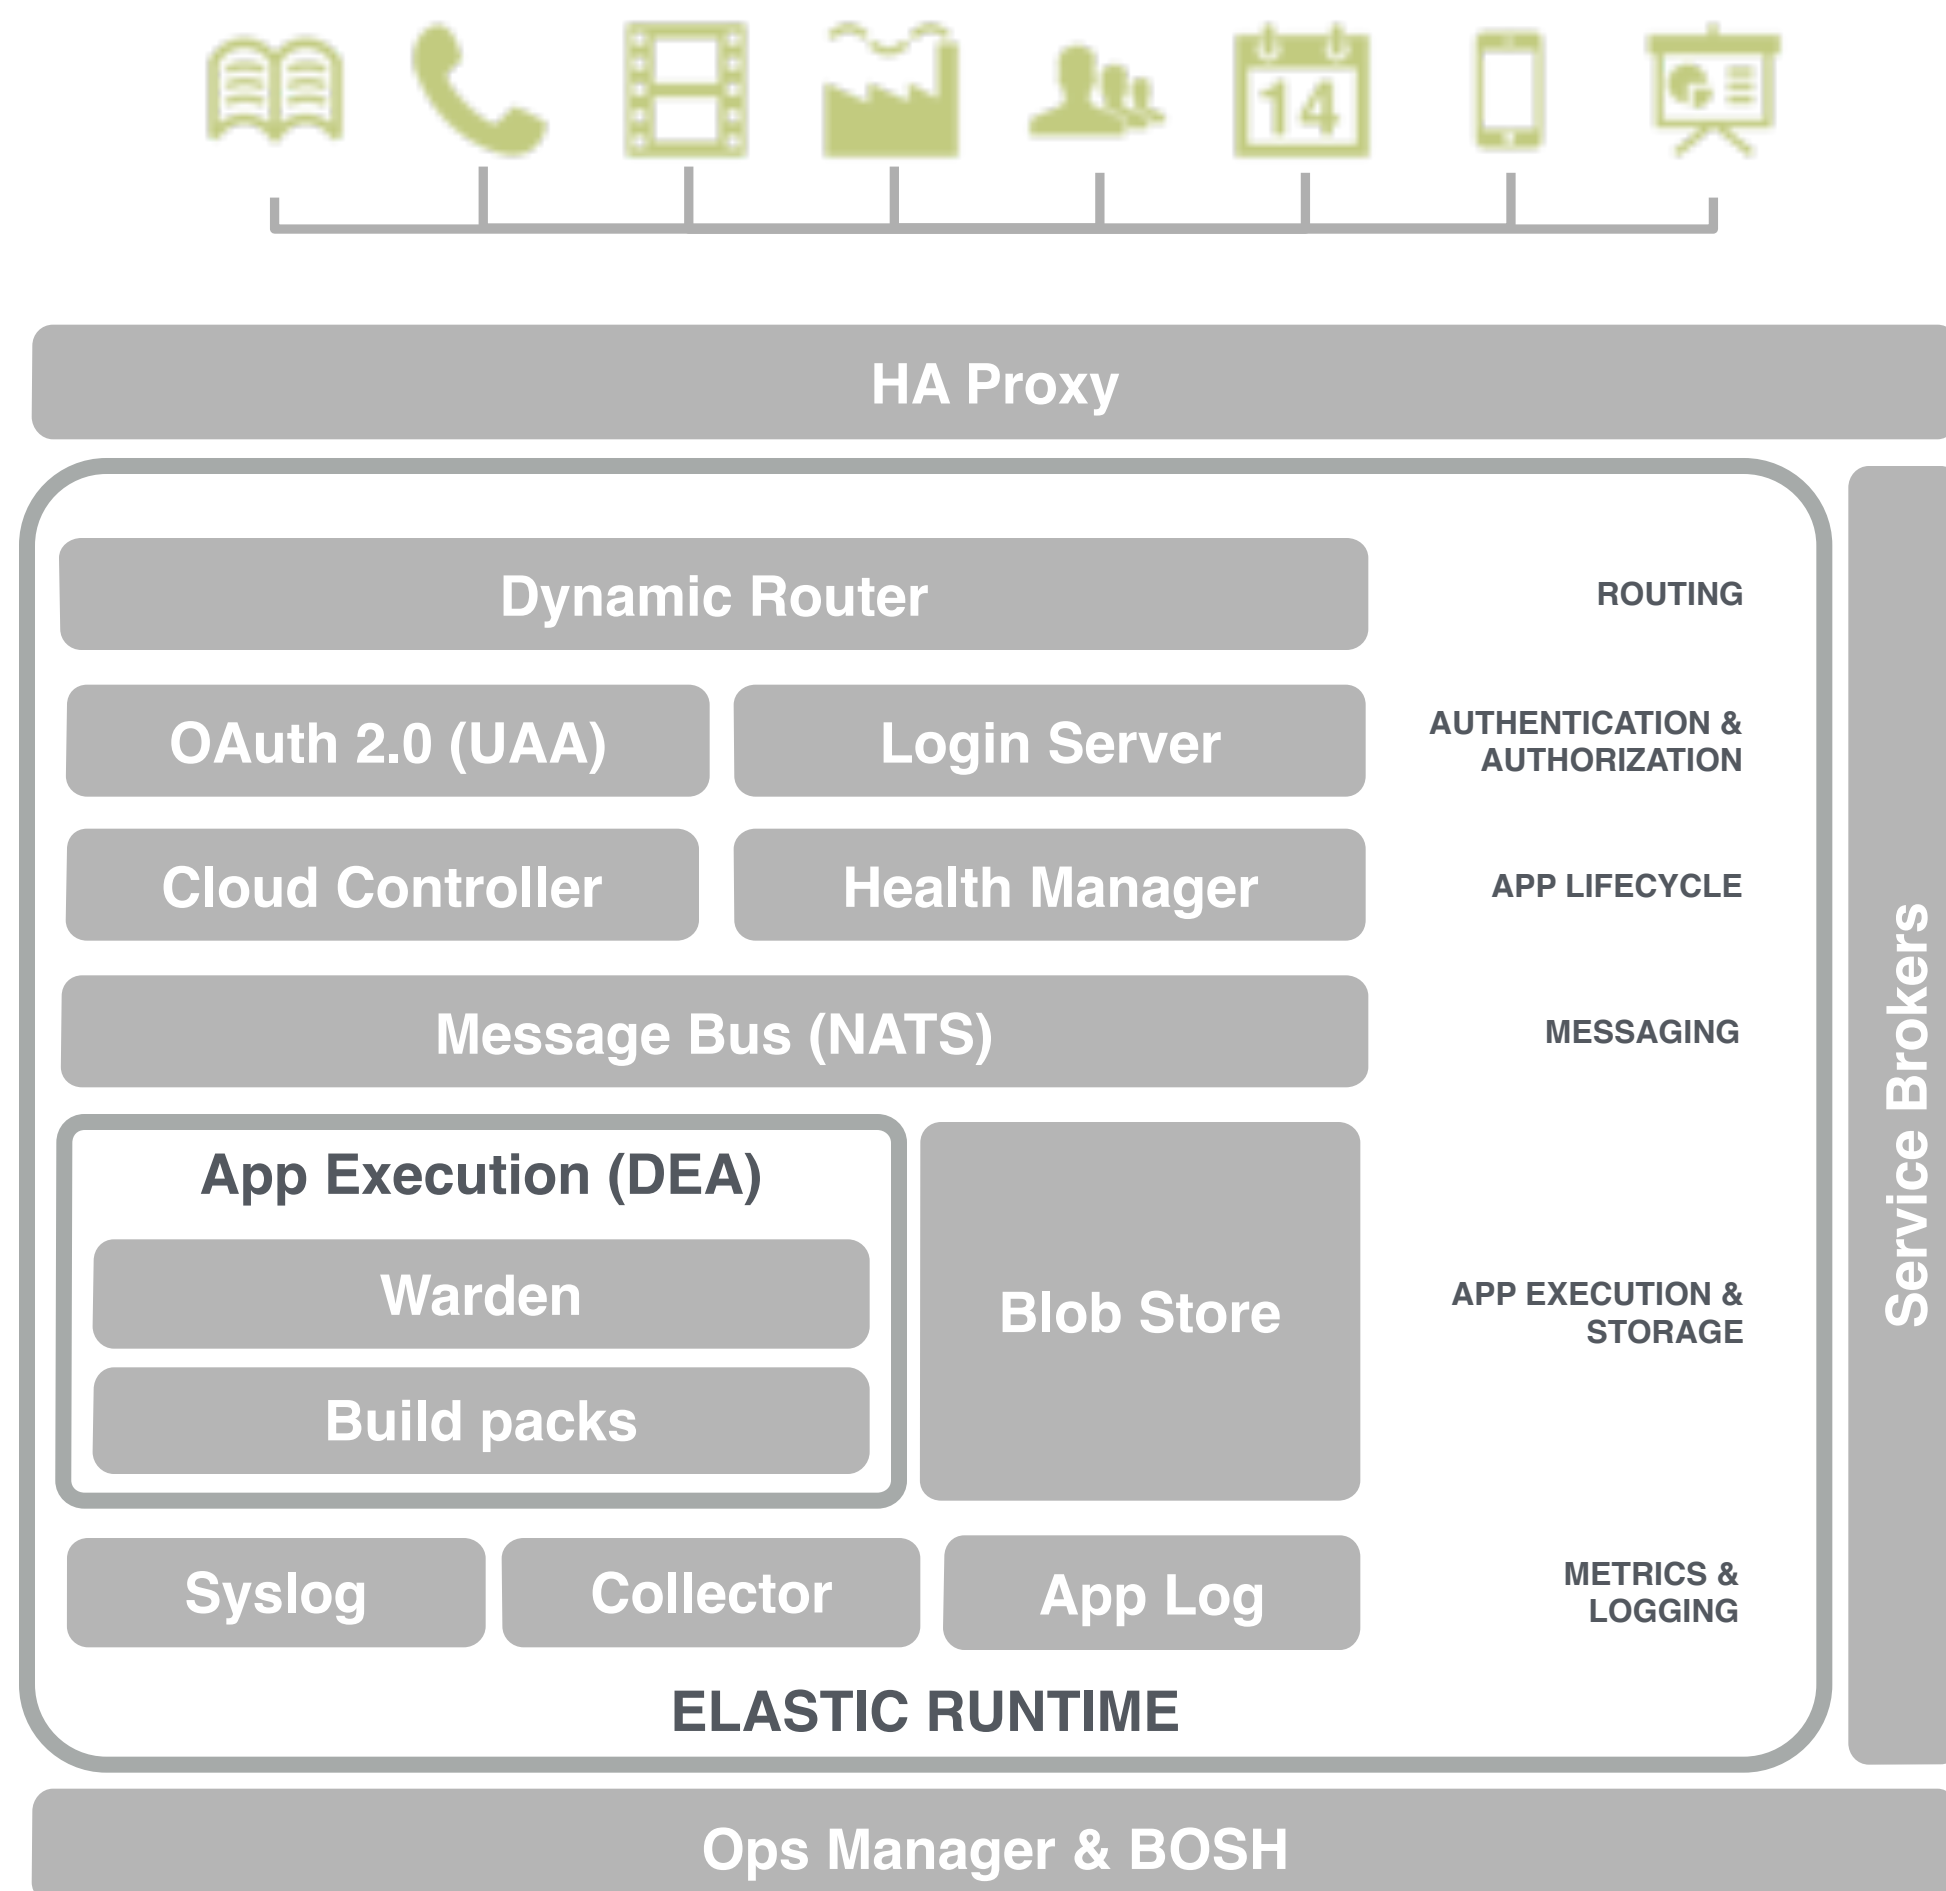 14
HA Proxy
Dynamic Router
ROUTING
OAuth 2.0 (UAA)
Login Server
AUTHENTICATION &
AUTHORIZATION
Cloud Controller
Health Manager
APP LIFECYCLE
Message Bus (NATS)
MESSAGING
App Execution (DEA)
Warden
Build packs
Blob Store
APP EXECUTION &
STORAGE
Syslog
Collector
App Log
METRICS &
LOGGING
ELASTIC RUNTIME
Service Brokers
Ops Manager & BOSH